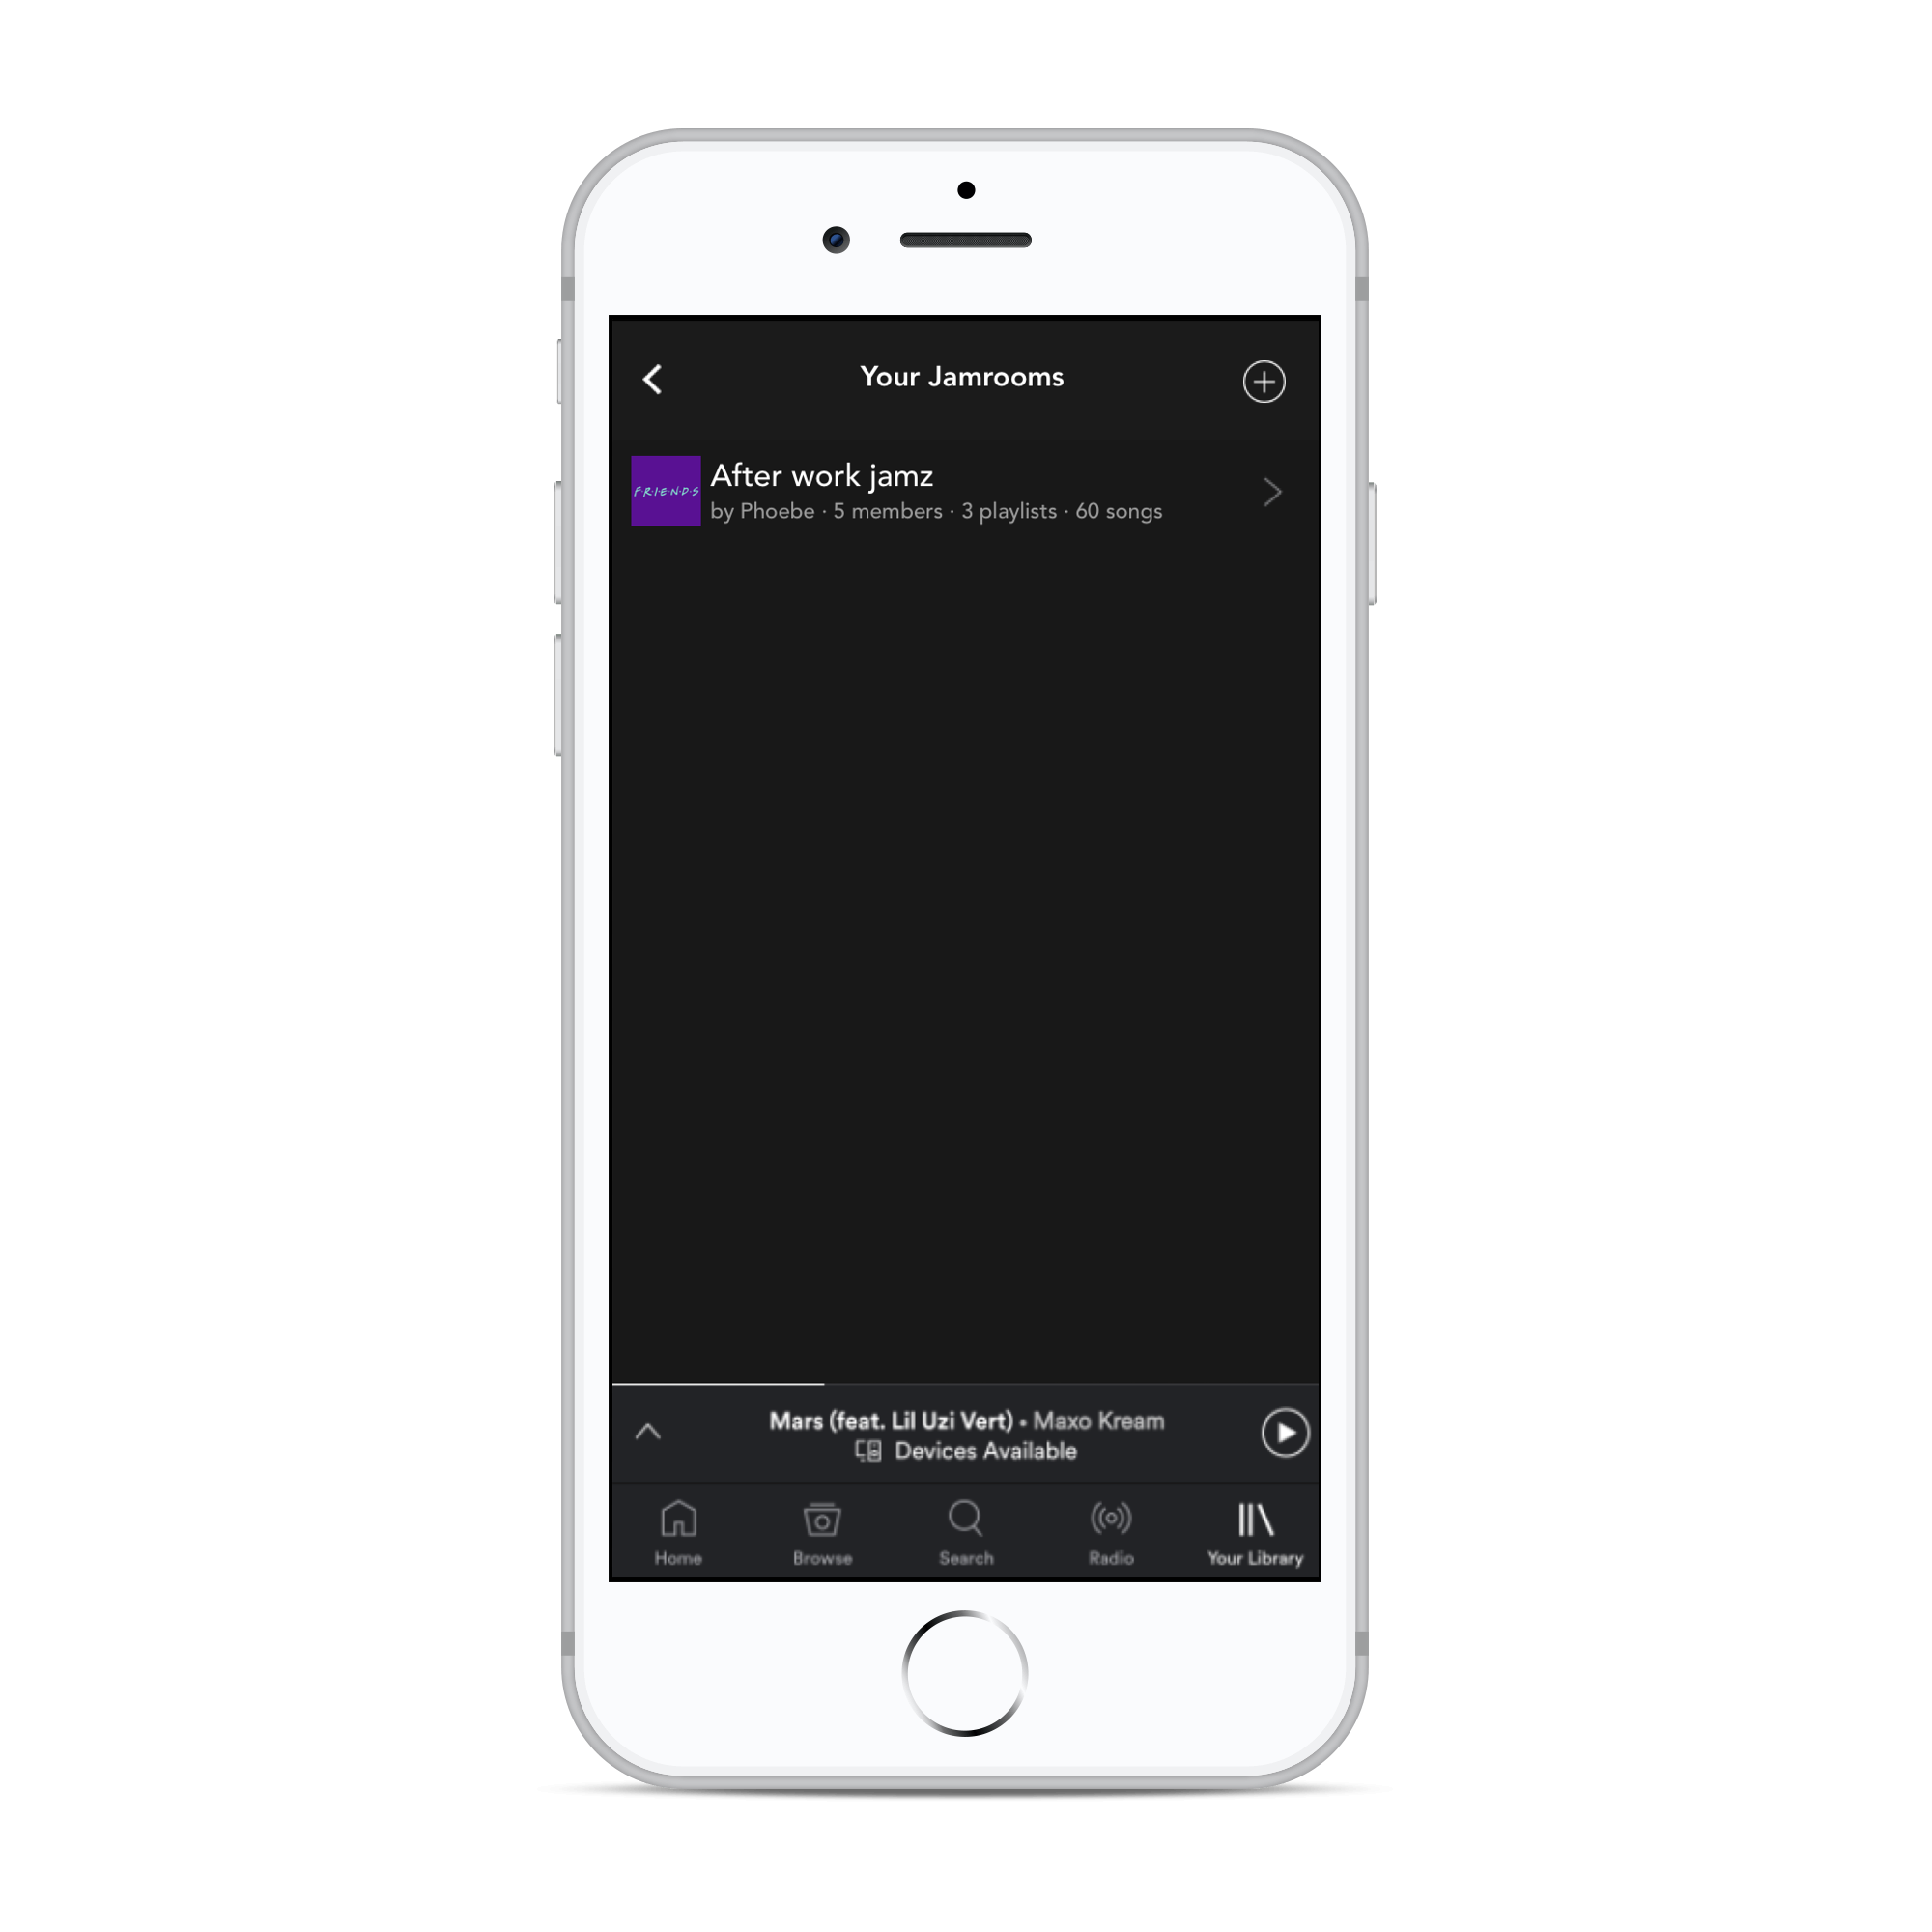 Your Jamrooms
F·R·I·E·N·D·S
After work jamz
by Phoebe · 5 members · 3 playlists · 60 songs
Mars (feat. Lil Uzi Vert) • Maxo Kream
Devices Available
Home
Browse
Search
Radio
Your Library